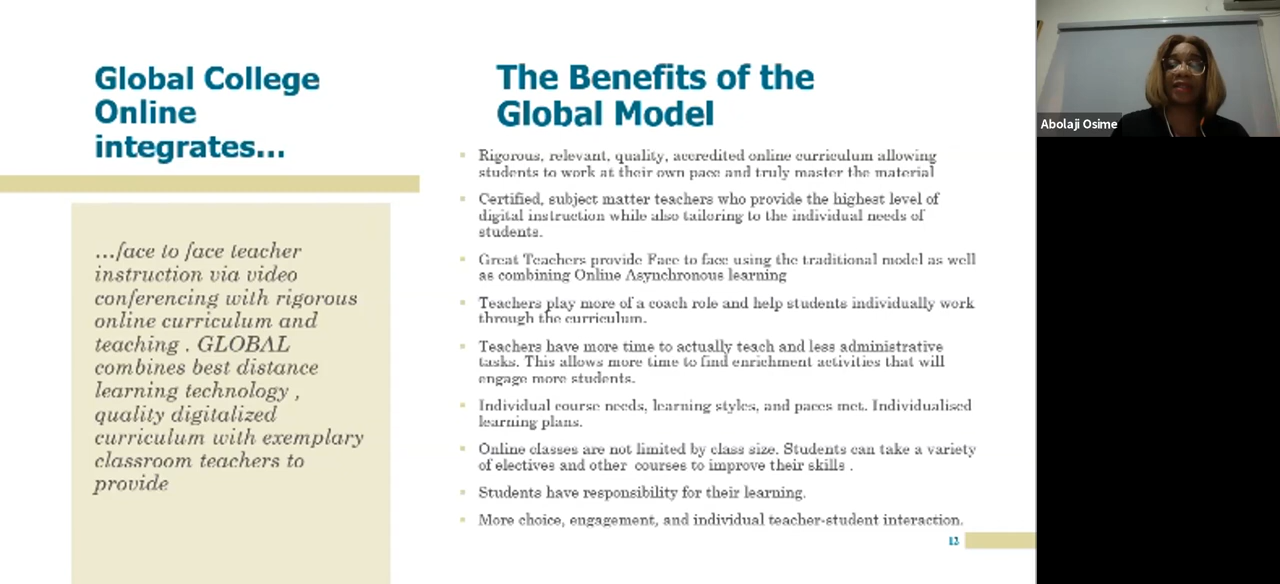 Global College
Online
integrates...
...face to face teacher
instruction via video
conferencing with rigorous
online curriculum and
teaching . GLOBAL
combines best distance
learning technology ,
quality digitalized
curriculum with exemplary
classroom teachers to
provide
The Benefits of the
Global Model
Rigorous, relevant, quality, accredited online curriculum allowing
students to work at their own pace and truly master the material
Certified, subject matter teachers who provide the highest level of
digital instruction while also tailoring to the individual needs of
students.
Great Teachers provide Face to face using the traditional model as well
as combining Online Asynchronous learning
Teachers play more of a coach role and help students individually work
through the curriculum.
Teachers have more time to actually teach and less administrative
tasks. This allows more time to find enrichment activities that will
engage more students.
Individual course needs, learning styles, and paces met. Individualised
learning plans.
Online classes are not limited by class size. Students can take a variety
of electives and other courses to improve their skills .
Students have responsibility for their learning.
More choice, engagement, and individual teacher-student interaction.
13
Abolaji Osime